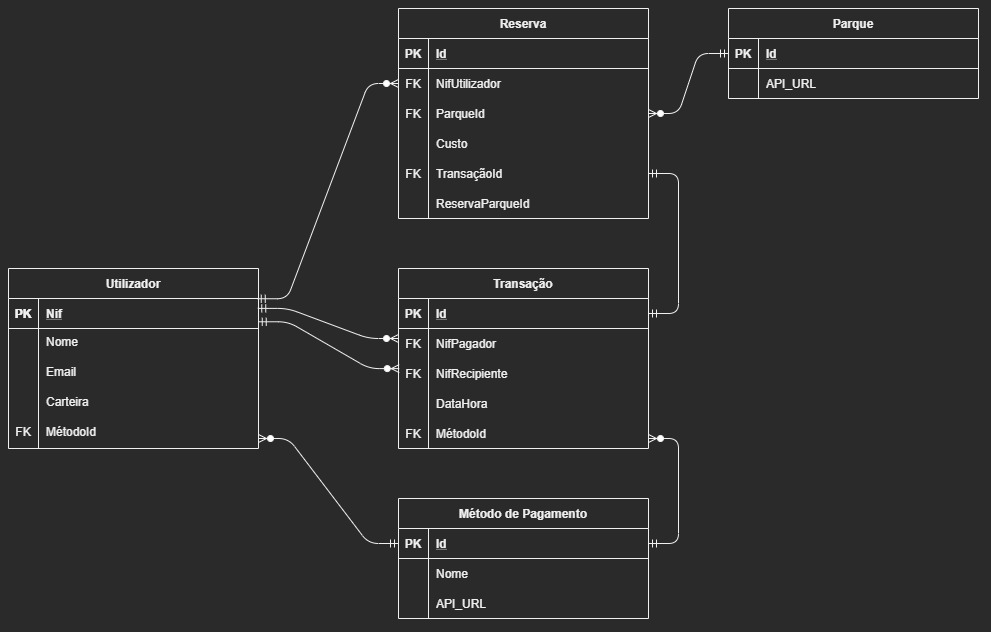 Reserva
PK Id
FK NifUtilizador
FK ParqueId
Custo
FK TransaçãoId
ReservaParqueId
Parque
PK Id
API_URL
Utilizador
PK Nif
Nome
Email
Carteira
FK MétodoId
Transação
PK Id
FK NifPagador
FK NifRecipiente
DataHora
FK MétodoId
Método de Pagamento
PK Id
Nome
API_URL